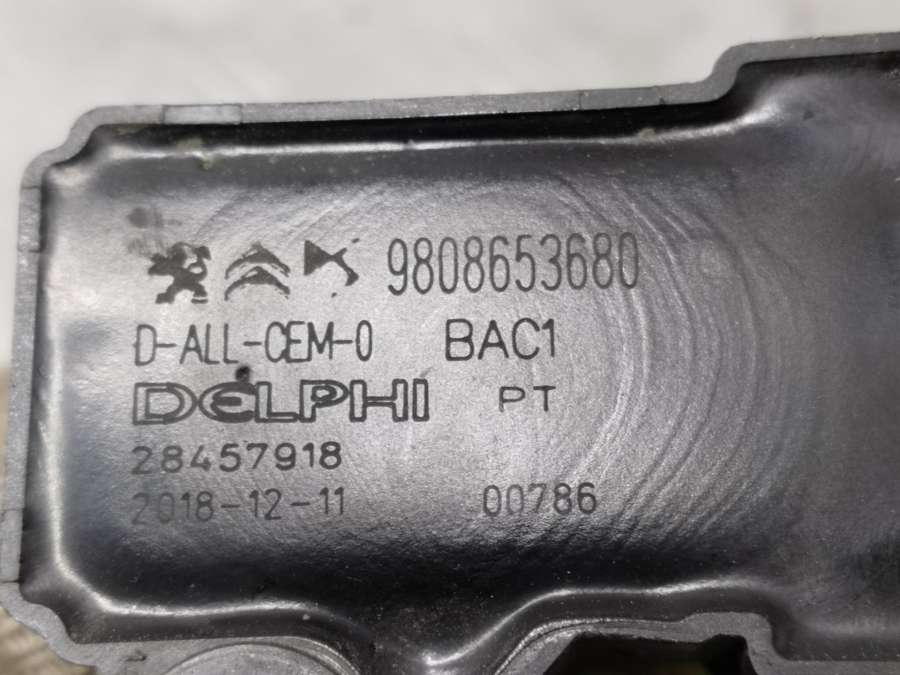 9808653680
D-ALL-CEM-0 BAC1
DELPHI PT
28457918
2018-12-11 00786